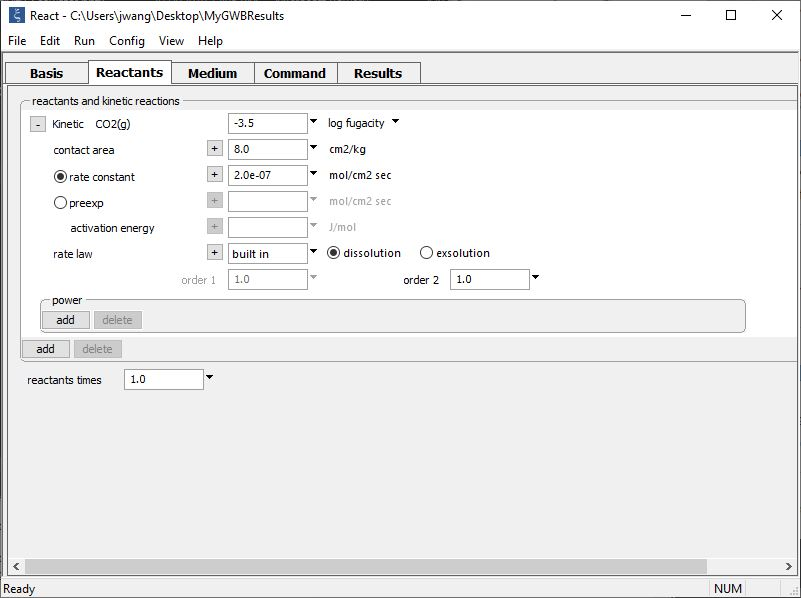 React - C:\Users\jwang\Desktop\MyGWBResults
File Edit Run Config View Help
Basis Reactants Medium Command Results
reactants and kinetic reactions
- Kinetic CO2(g) -3.5 log fugacity
contact area + 8.0 cm2/kg
rate constant + 2.0e-07 mol/cm2 sec
preexp + mol/cm2 sec
activation energy + J/mol
rate law + built in dissolution exsolution
order 1 1.0 order 2 1.0
power
add delete
add delete
reactants times 1.0
Ready NUM